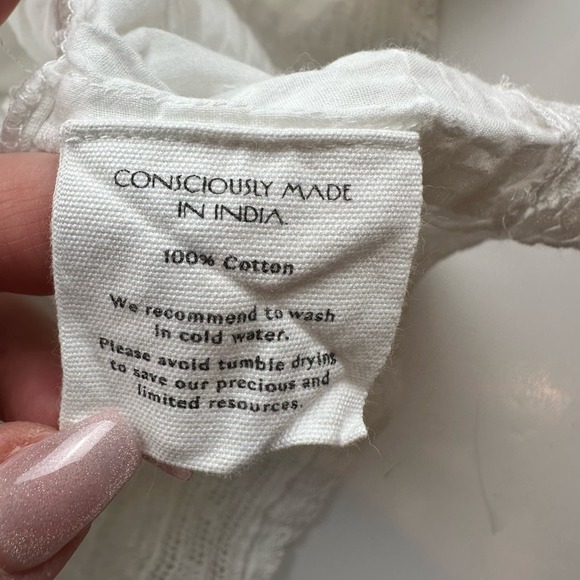 CONSCIOUSLY MADE
IN INDIA.
100% Cotton
We recommend to wash
in cold water.
Please avoid tumble drying
to save our precious and
limited resources.